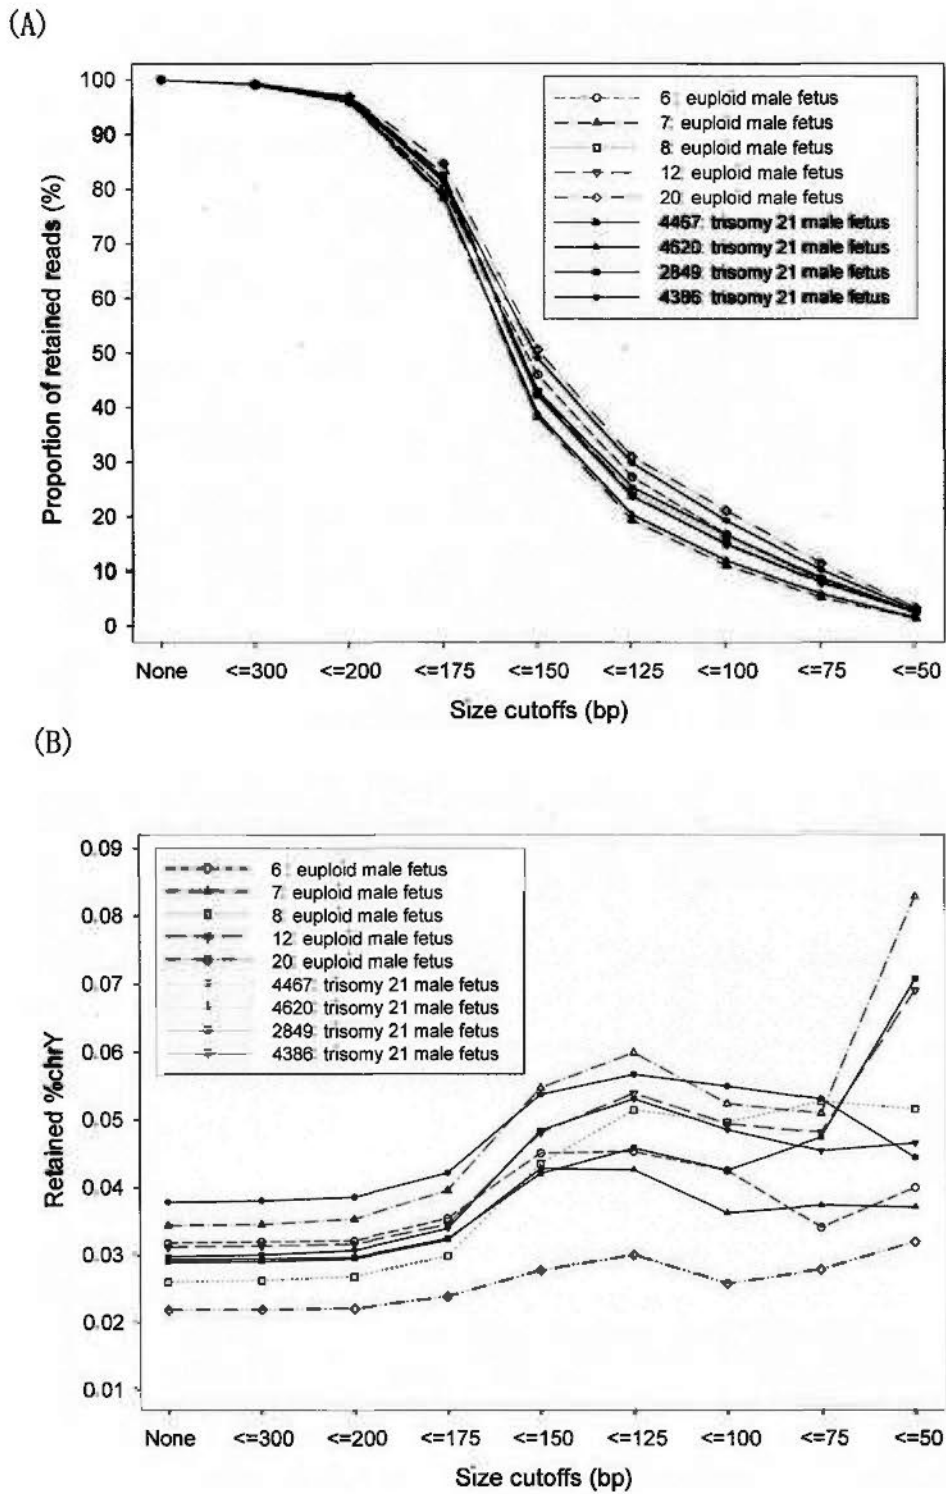 (A)
Proportion of retained reads (%)
100
90
80
70
60
50
40
30
20
10
0
6: euploid male fetus
7: euploid male fetus
8: euploid male fetus
12: euploid male fetus
20: euploid male fetus
4467: trisomy 21 male fetus
4620: trisomy 21 male fetus
2849: trisomy 21 male fetus
4386: trisomy 21 male fetus
None <=300 <=200 <=175 <=150 <=125 <=100 <=75 <=50
Size cutoffs (bp)
(B)
Retained %chrY
0.09
0.08
0.07
0.06
0.05
0.04
0.03
0.02
0.01
6: euploid male fetus
7: euploid male fetus
8: euploid male fetus
12: euploid male fetus
20: euploid male fetus
4467: trisomy 21 male fetus
4620: trisomy 21 male fetus
2849: trisomy 21 male fetus
4386: trisomy 21 male fetus
None <=300 <=200 <=175 <=150 <=125 <=100 <=75 <=50
Size cutoffs (bp)